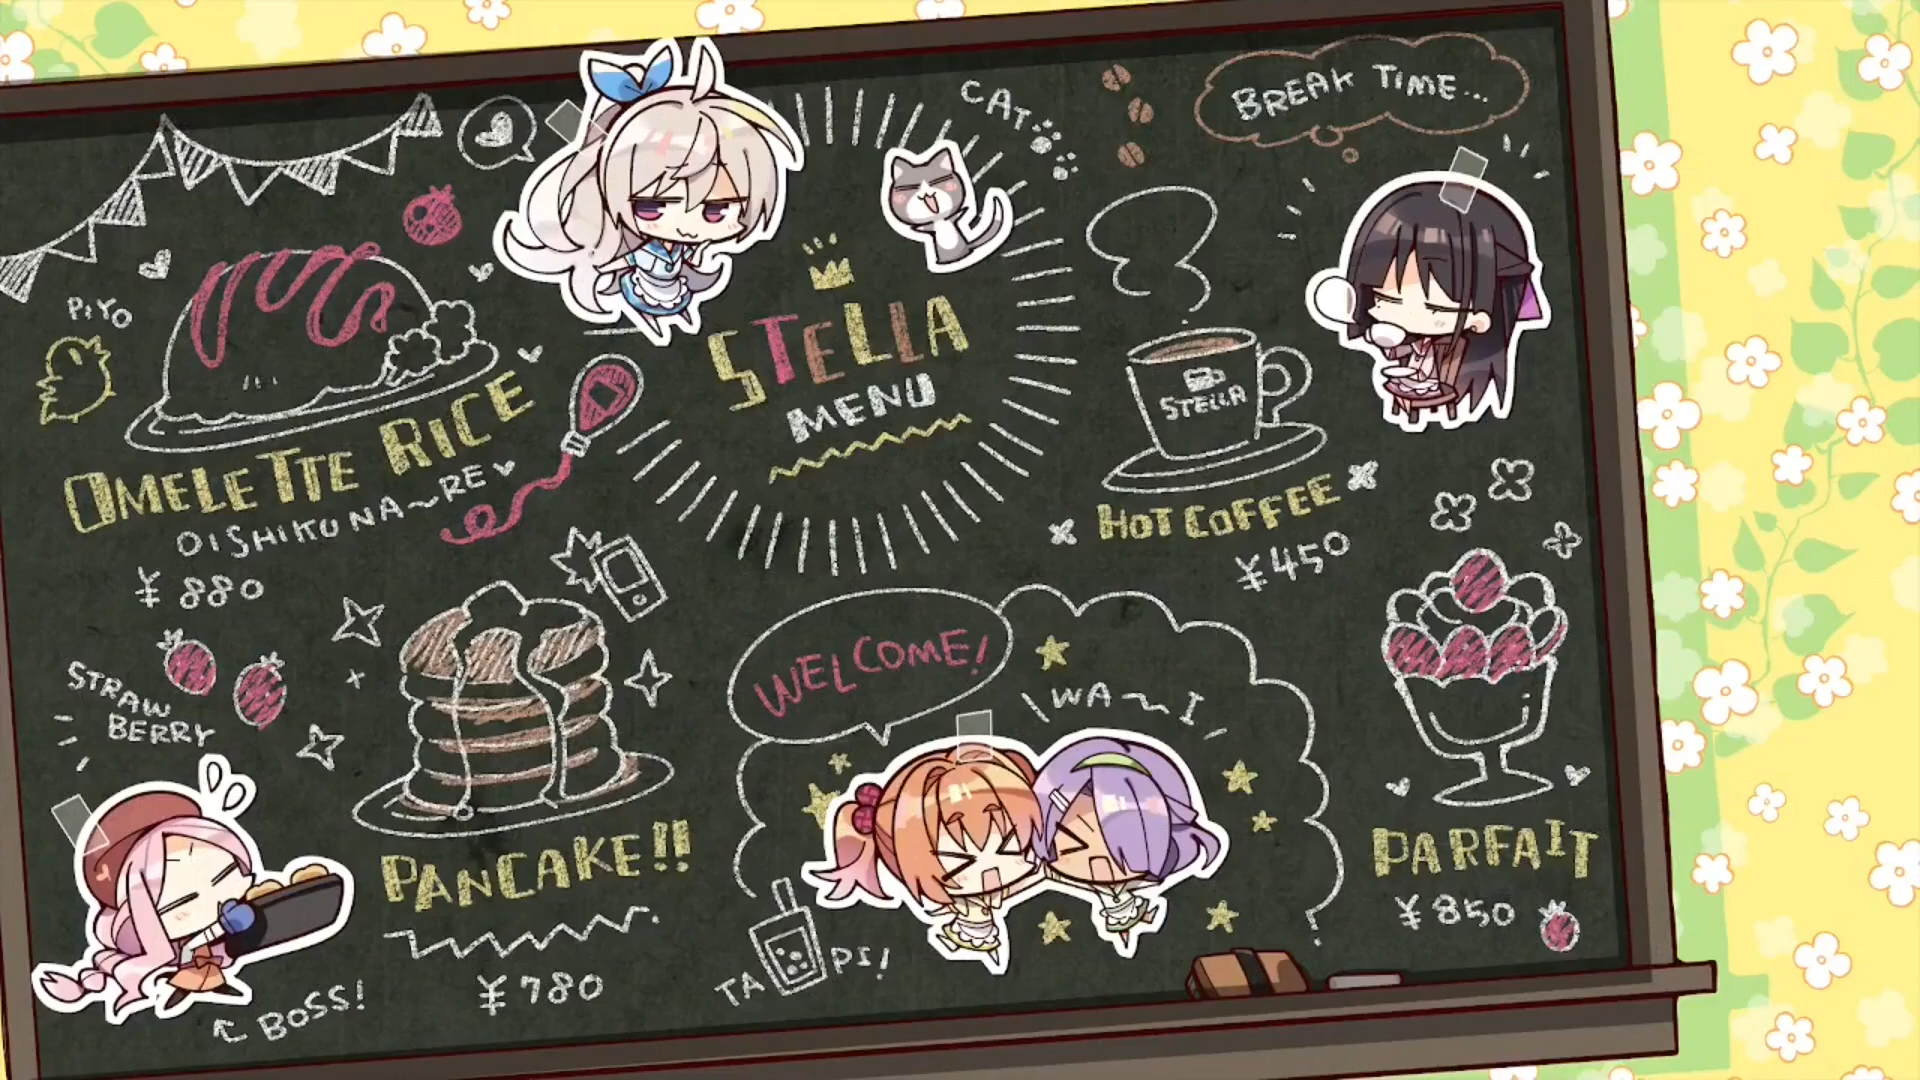 CAT
BREAK TIME...
PiYO
STELLA
MENU
STELLA
OMELETTE RICE
OISHIKUNA~RE♥
¥880
HOT COFFEE
¥450
STRAW
BERRY
WELCOME!
\WA~I
PANCAKE!!
¥780
BOSS!
TA PI!
PARFAIT
¥850